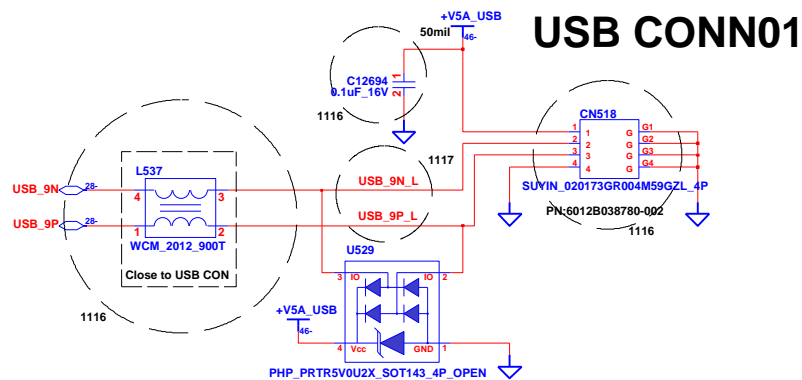 USB CONN01
+V5A_USB
50mil
46-
C12694
0.1uF_16V
1
2
1116
CN518
1
2
3
4
1
2
3
4
G
G
G
G
G1
G2
G3
G4
SUYIN_020173GR004M59GZL_4P
PN:6012B038780-002
1116
1117
USB_9N_L
USB_9P_L
L537
USB_9N
28-
4
3
USB_9P
28-
1
2
WCM_2012_900T
Close to USB CON
1116
U529
3
IO
IO
2
+V5A_USB
46-
4
Vcc
GND
1
PHP_PRTR5V0U2X_SOT143_4P_OPEN